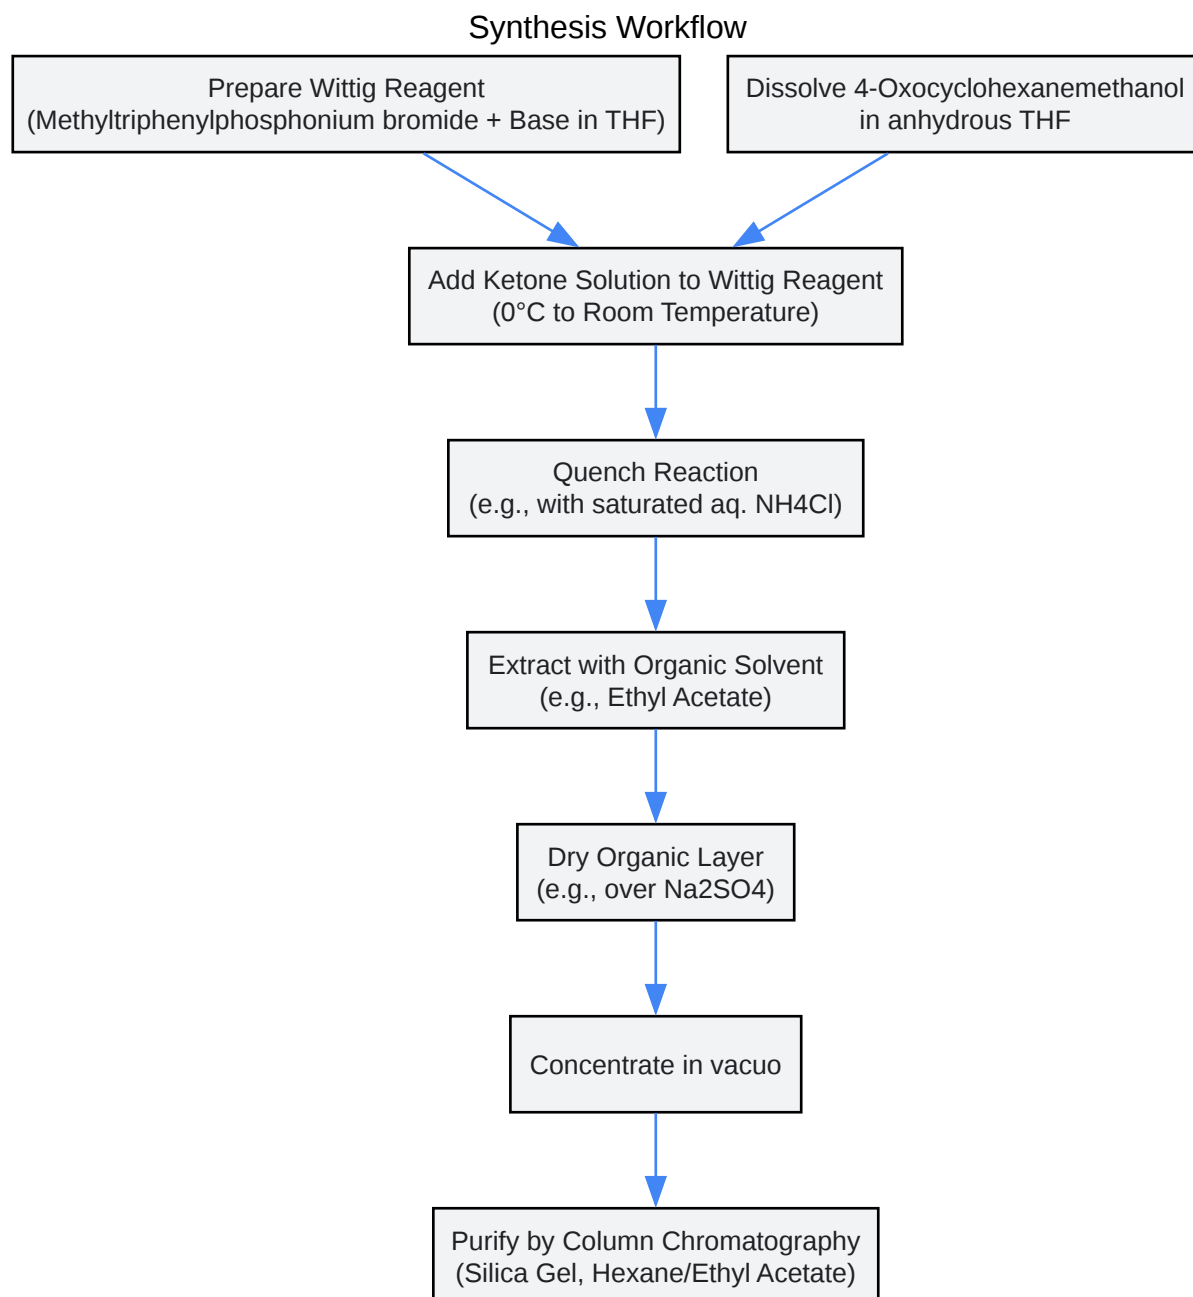 Synthesis Workflow
Prepare Wittig Reagent
(Methyltriphenylphosphonium bromide + Base in THF)
Dissolve 4-Oxocyclohexanemethanol
in anhydrous THF
Add Ketone Solution to Wittig Reagent
(0°C to Room Temperature)
Quench Reaction
(e.g., with saturated aq. NH4Cl)
Extract with Organic Solvent
(e.g., Ethyl Acetate)
Dry Organic Layer
(e.g., over Na2SO4)
Concentrate in vacuo
Purify by Column Chromatography
(Silica Gel, Hexane/Ethyl Acetate)